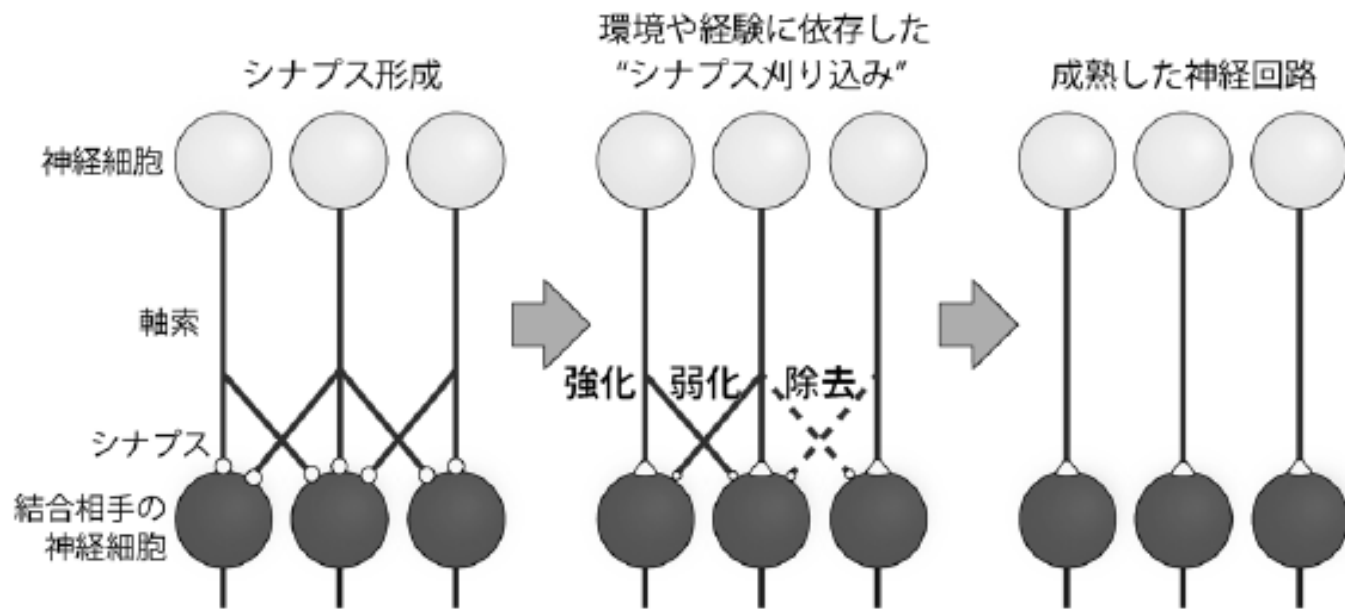 シナプス形成
環境や経験に依存した
“シナプス刈り込み”
成熟した神経回路
神経細胞
軸索
強化
弱化
除去
シナプス
結合相手の
神経細胞